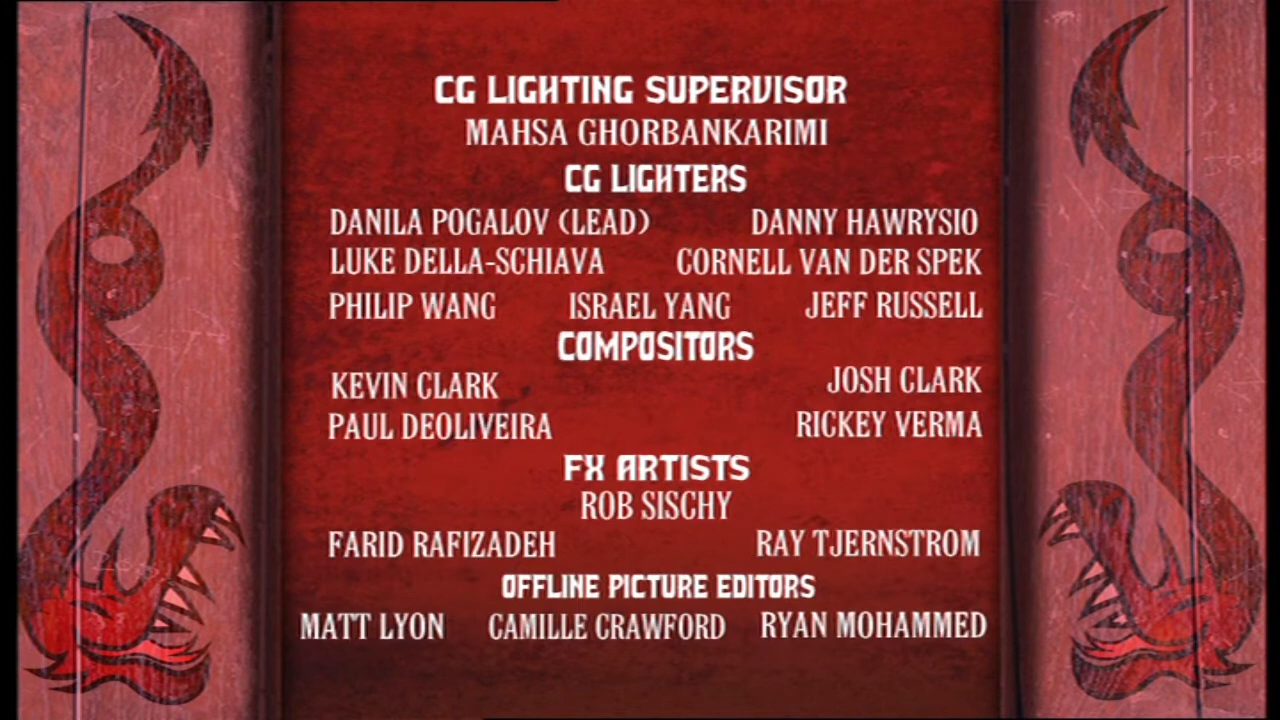 CG LIGHTING SUPERVISOR
MAHSA GHORBANKARIMI
CG LIGHTERS
DANILA POGALOV (LEAD) DANNY HAWRYSIO
LUKE DELLA-SCHIAVA CORNELL VAN DER SPEK
PHILIP WANG ISRAEL YANG JEFF RUSSELL
COMPOSITORS
KEVIN CLARK JOSH CLARK
PAUL DEOLIVEIRA RICKEY VERMA
FX ARTISTS
ROB SISCHY
FARID RAFIZADEH RAY TJERNSTROM
OFFLINE PICTURE EDITORS
MATT LYON CAMILLE CRAWFORD RYAN MOHAMMED